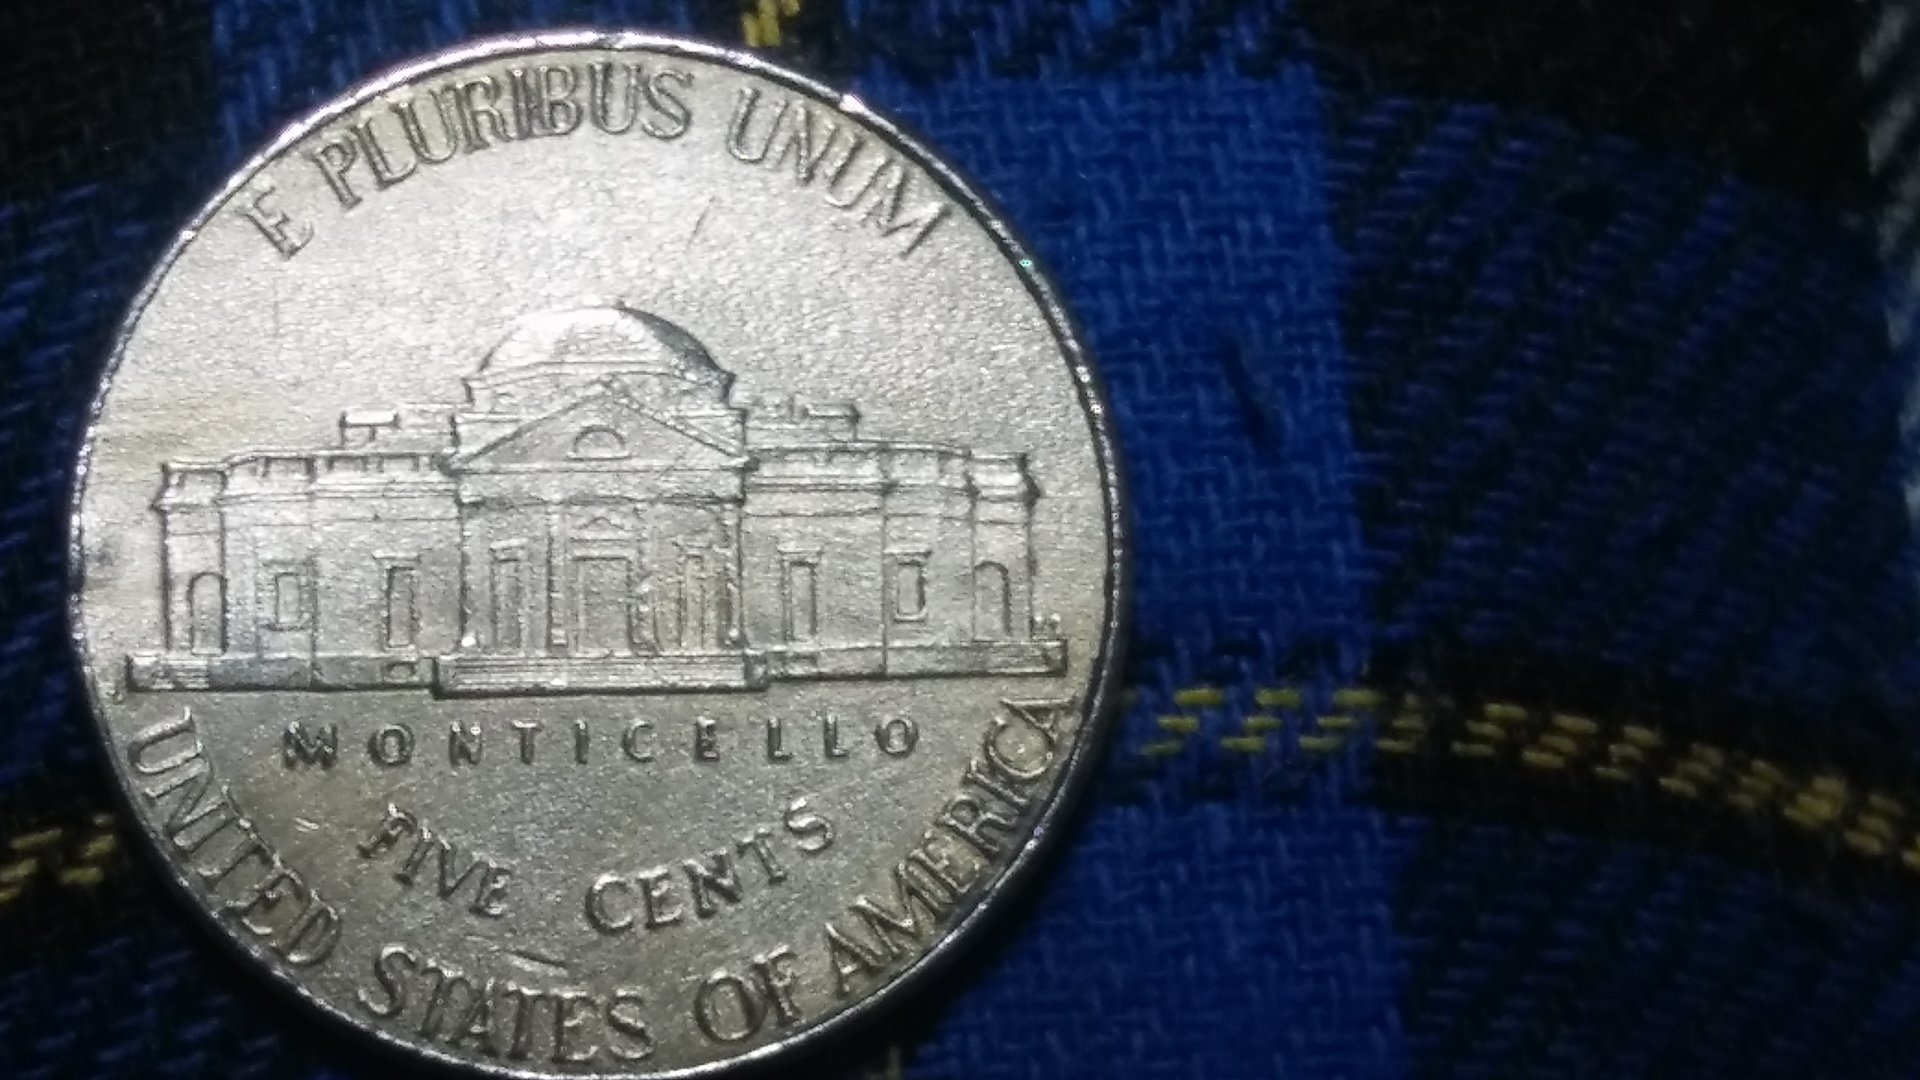 E PLURIBUS UNUM
MONTICELLO
FIVE CENTS
UNITED STATES OF AMERICA